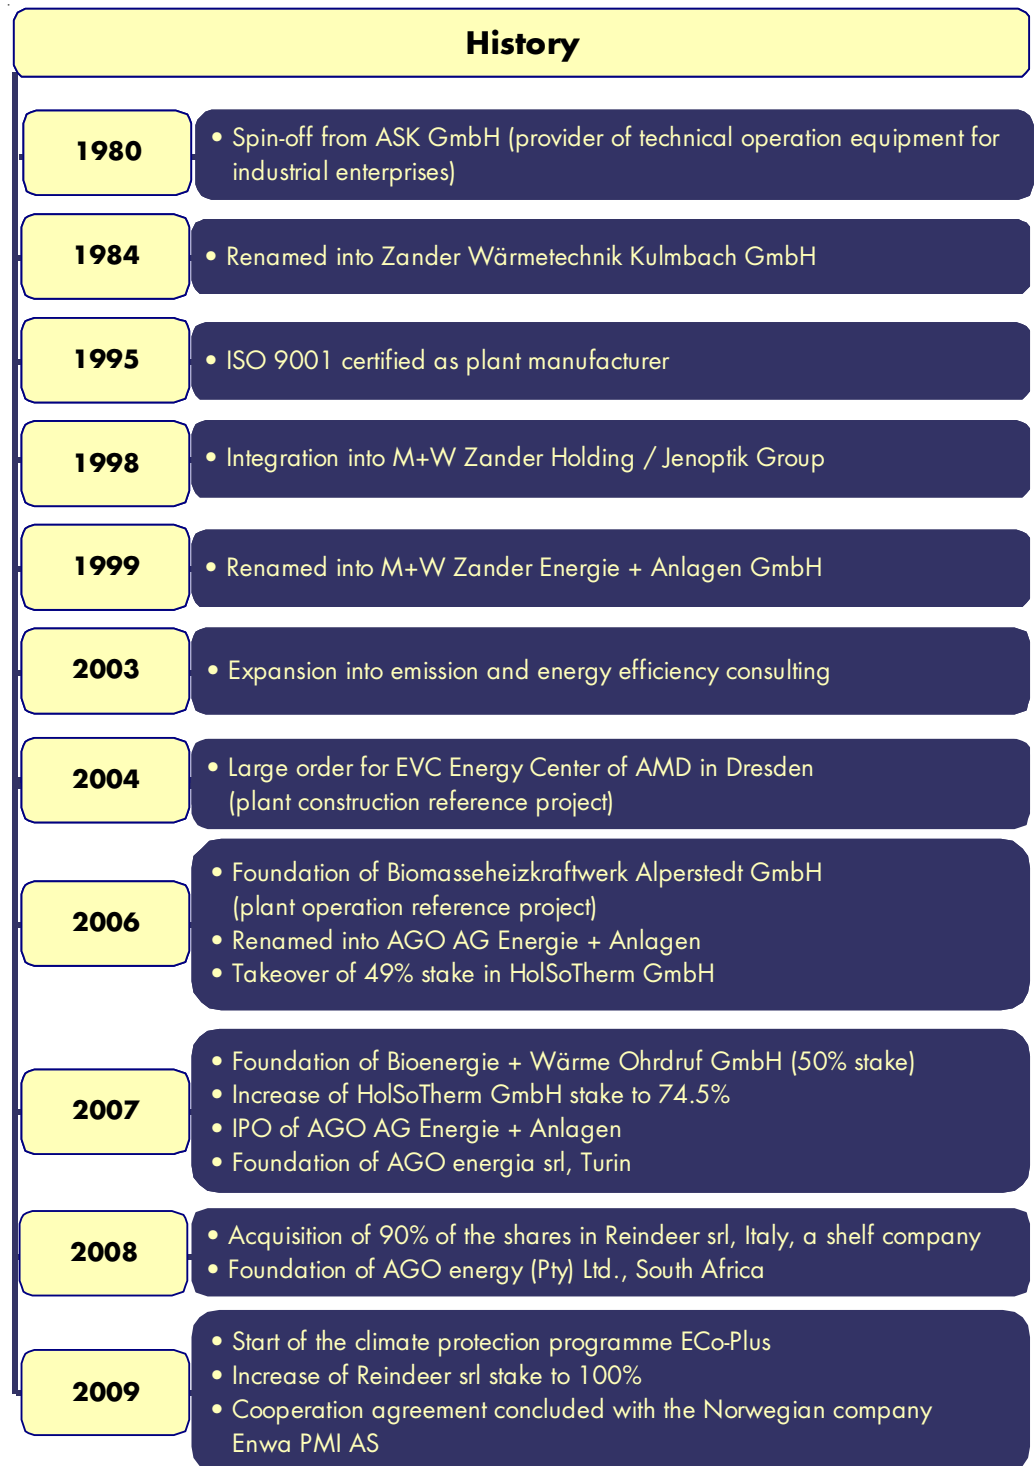 History
1980
• Spin-off from ASK GmbH (provider of technical operation equipment for
industrial enterprises)
1984
• Renamed into Zander Wärmetechnik Kulmbach GmbH
1995
• ISO 9001 certified as plant manufacturer
1998
• Integration into M+W Zander Holding / Jenoptik Group
1999
• Renamed into M+W Zander Energie + Anlagen GmbH
2003
• Expansion into emission and energy efficiency consulting
2004
• Large order for EVC Energy Center of AMD in Dresden
(plant construction reference project)
2006
• Foundation of Biomasseheizkraftwerk Alperstedt GmbH
(plant operation reference project)
• Renamed into AGO AG Energie + Anlagen
• Takeover of 49% stake in HolSoTherm GmbH
2007
• Foundation of Bioenergie + Wärme Ohrdruf GmbH (50% stake)
• Increase of HolSoTherm GmbH stake to 74.5%
• IPO of AGO AG Energie + Anlagen
• Foundation of AGO energia srl, Turin
2008
• Acquisition of 90% of the shares in Reindeer srl, Italy, a shelf company
• Foundation of AGO energy (Pty) Ltd., South Africa
2009
• Start of the climate protection programme ECo-Plus
• Increase of Reindeer srl stake to 100%
• Cooperation agreement concluded with the Norwegian company
Enwa PMI AS